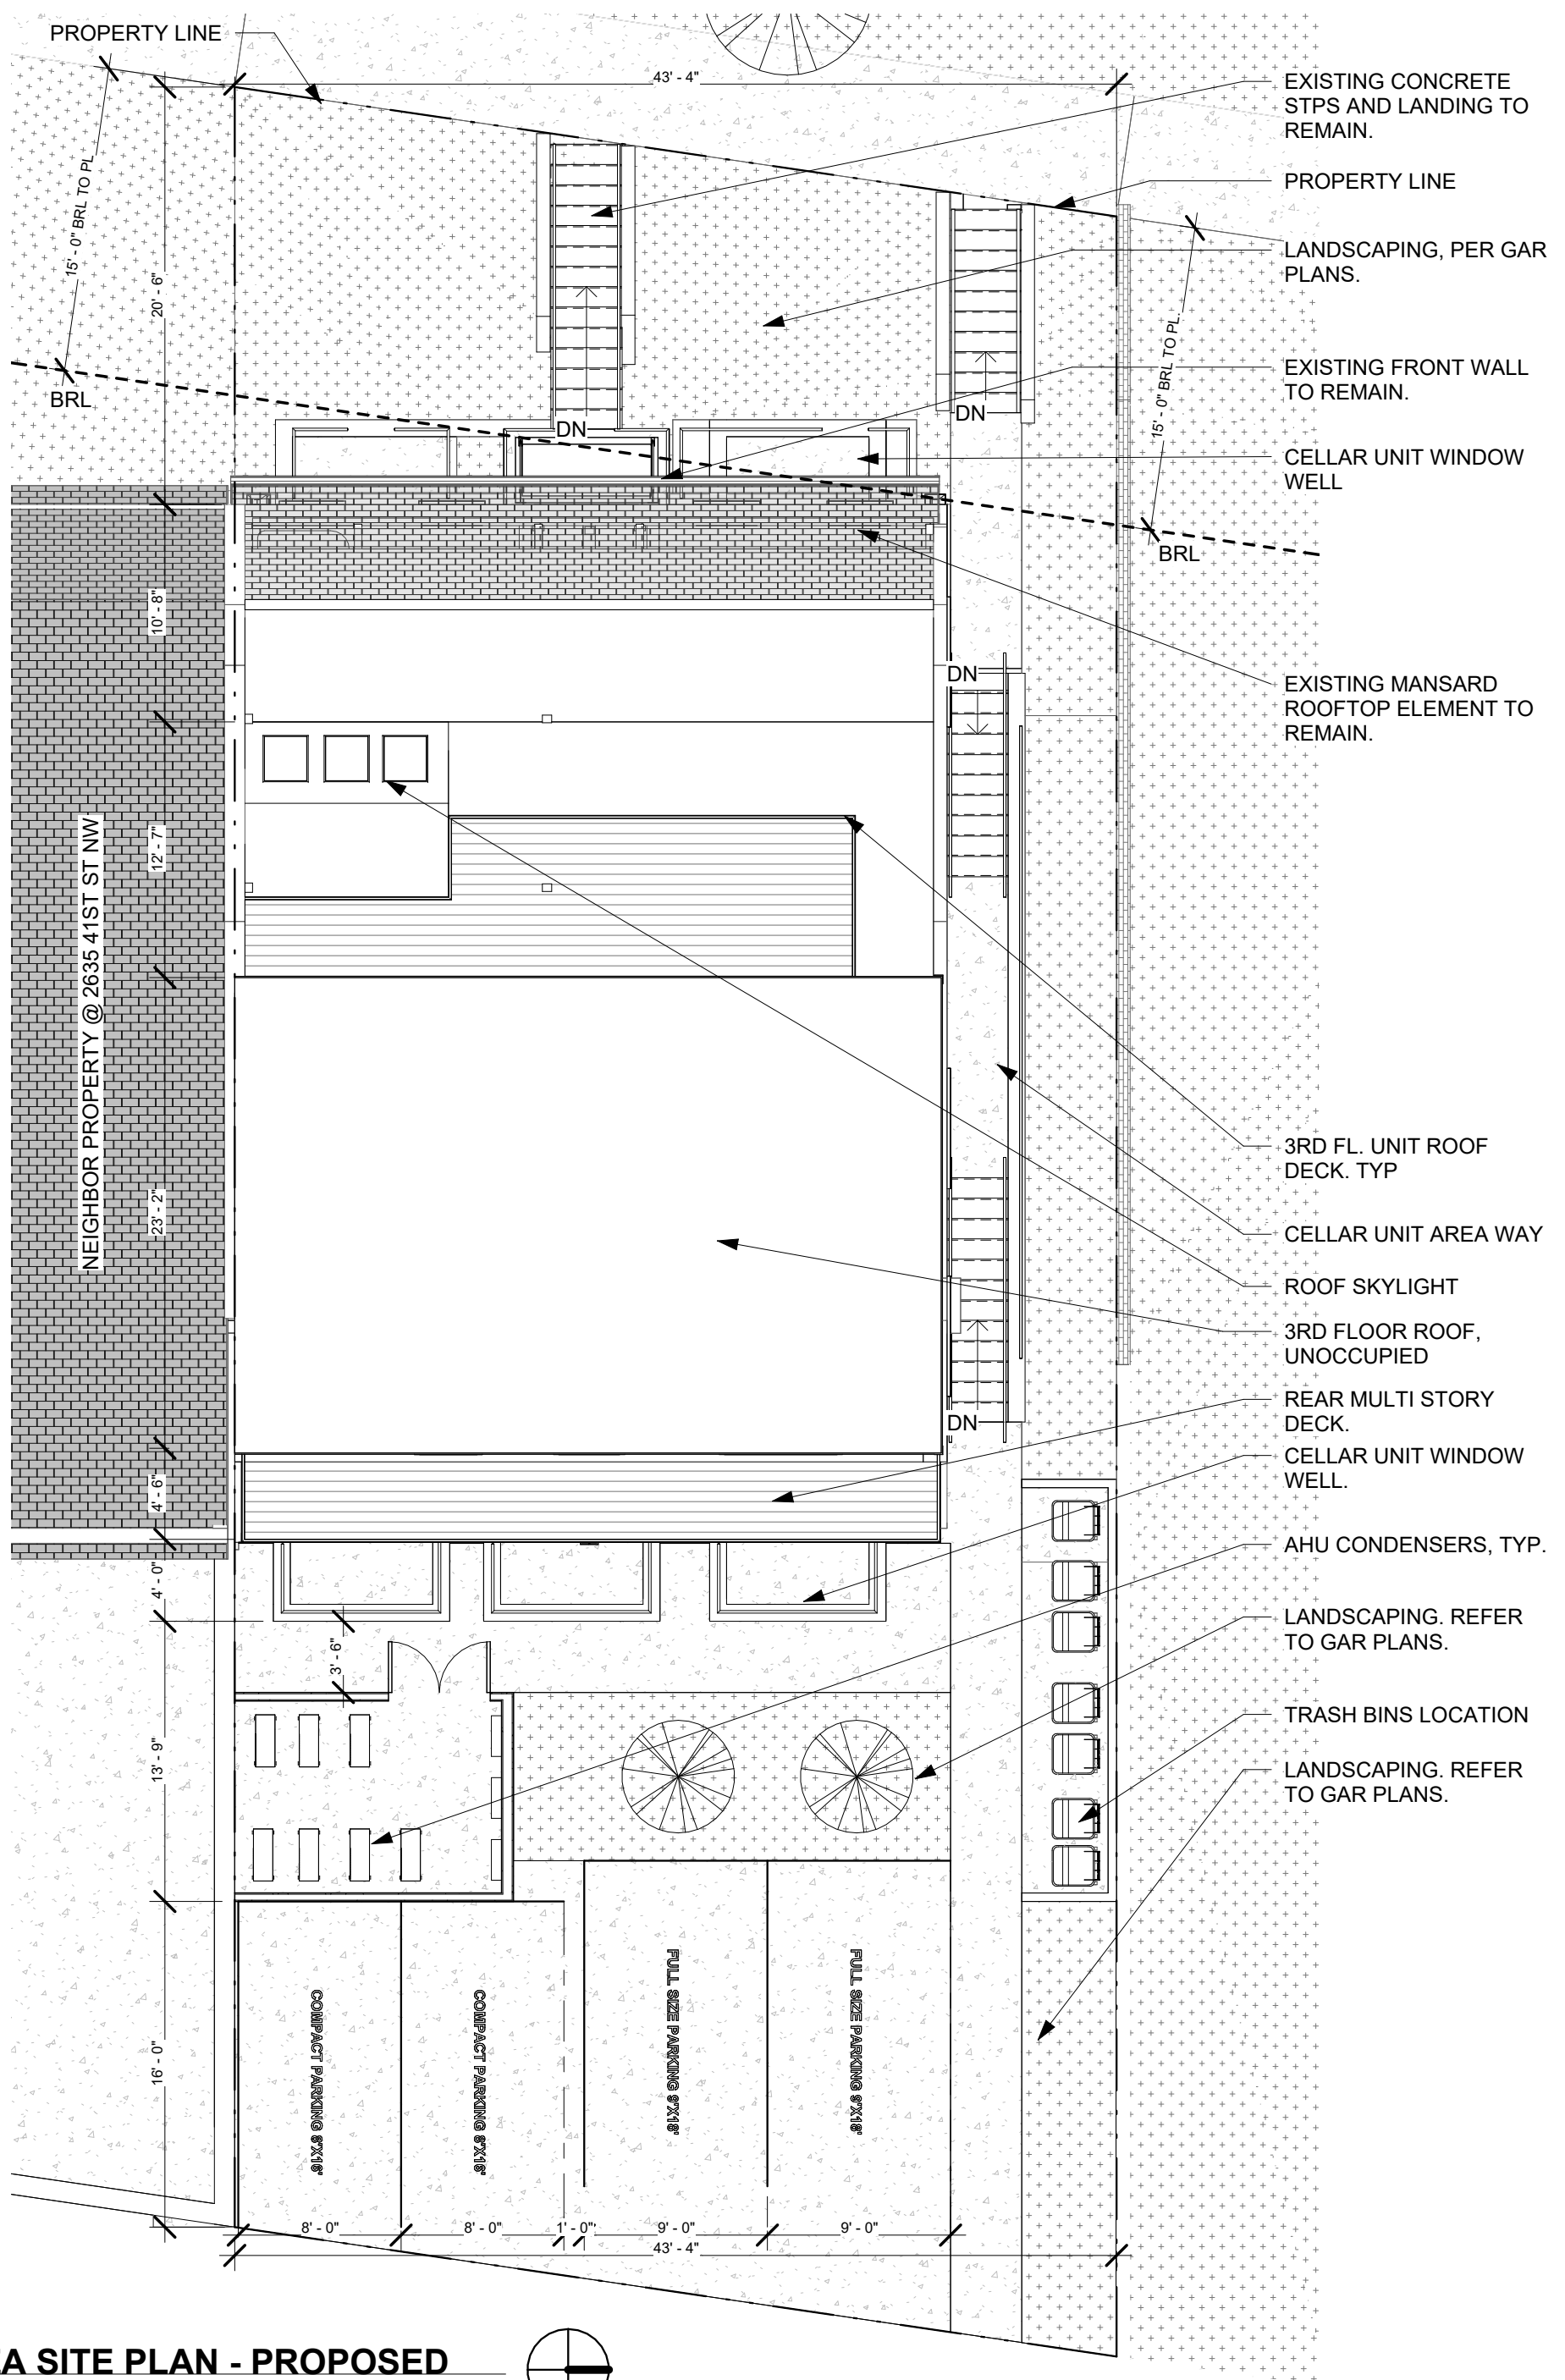 PROPERTY LINE
43' - 4"
EXISTING CONCRETE
STPS AND LANDING TO
REMAIN.
PROPERTY LINE
15' - 0" BRL TO PL
20' - 6"
LANDSCAPING, PER GAR
PLANS.
15' - 0" BRL TO PL.
EXISTING FRONT WALL
TO REMAIN.
BRL
DN
DN
CELLAR UNIT WINDOW
WELL
BRL
10' - 8"
EXISTING MANSARD
ROOFTOP ELEMENT TO
REMAIN.
DN
NEIGHBOR PROPERTY @ 2635 41ST ST NW
12' - 7"
3RD FL. UNIT ROOF
DECK. TYP
23' - 2"
CELLAR UNIT AREA WAY
ROOF SKYLIGHT
3RD FLOOR ROOF,
UNOCCUPIED
REAR MULTI STORY
DECK.
DN
CELLAR UNIT WINDOW
WELL.
4' - 6"
AHU CONDENSERS, TYP.
4' - 0"
LANDSCAPING. REFER
TO GAR PLANS.
3' - 6"
TRASH BINS LOCATION
13' - 9"
LANDSCAPING. REFER
TO GAR PLANS.
16' - 0"
COMPACT PARKING 8'X16'
COMPACT PARKING 8'X16'
FULL SIZE PARKING 9'X18'
FULL SIZE PARKING 9'X18'
8' - 0"
8' - 0"
1' - 0"
9' - 0"
9' - 0"
43' - 4"
SITE PLAN - PROPOSED